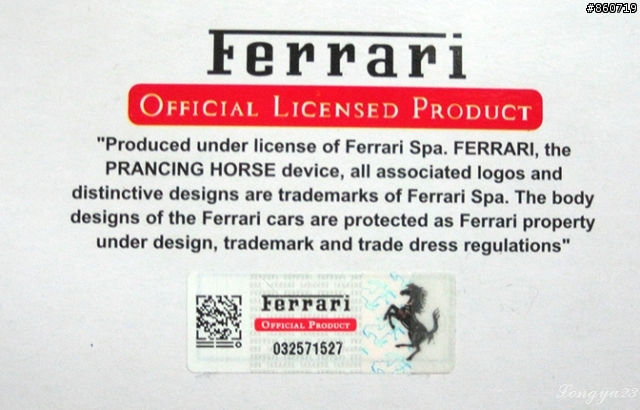 #860719
Ferrari
OFFICIAL LICENSED PRODUCT
"Produced under license of Ferrari Spa. FERRARI, the
PRANCING HORSE device, all associated logos and
distinctive designs are trademarks of Ferrari Spa. The body
designs of the Ferrari cars are protected as Ferrari property
under design, trademark and trade dress regulations"
Ferrari
OFFICIAL PRODUCT
032571527
Longya23